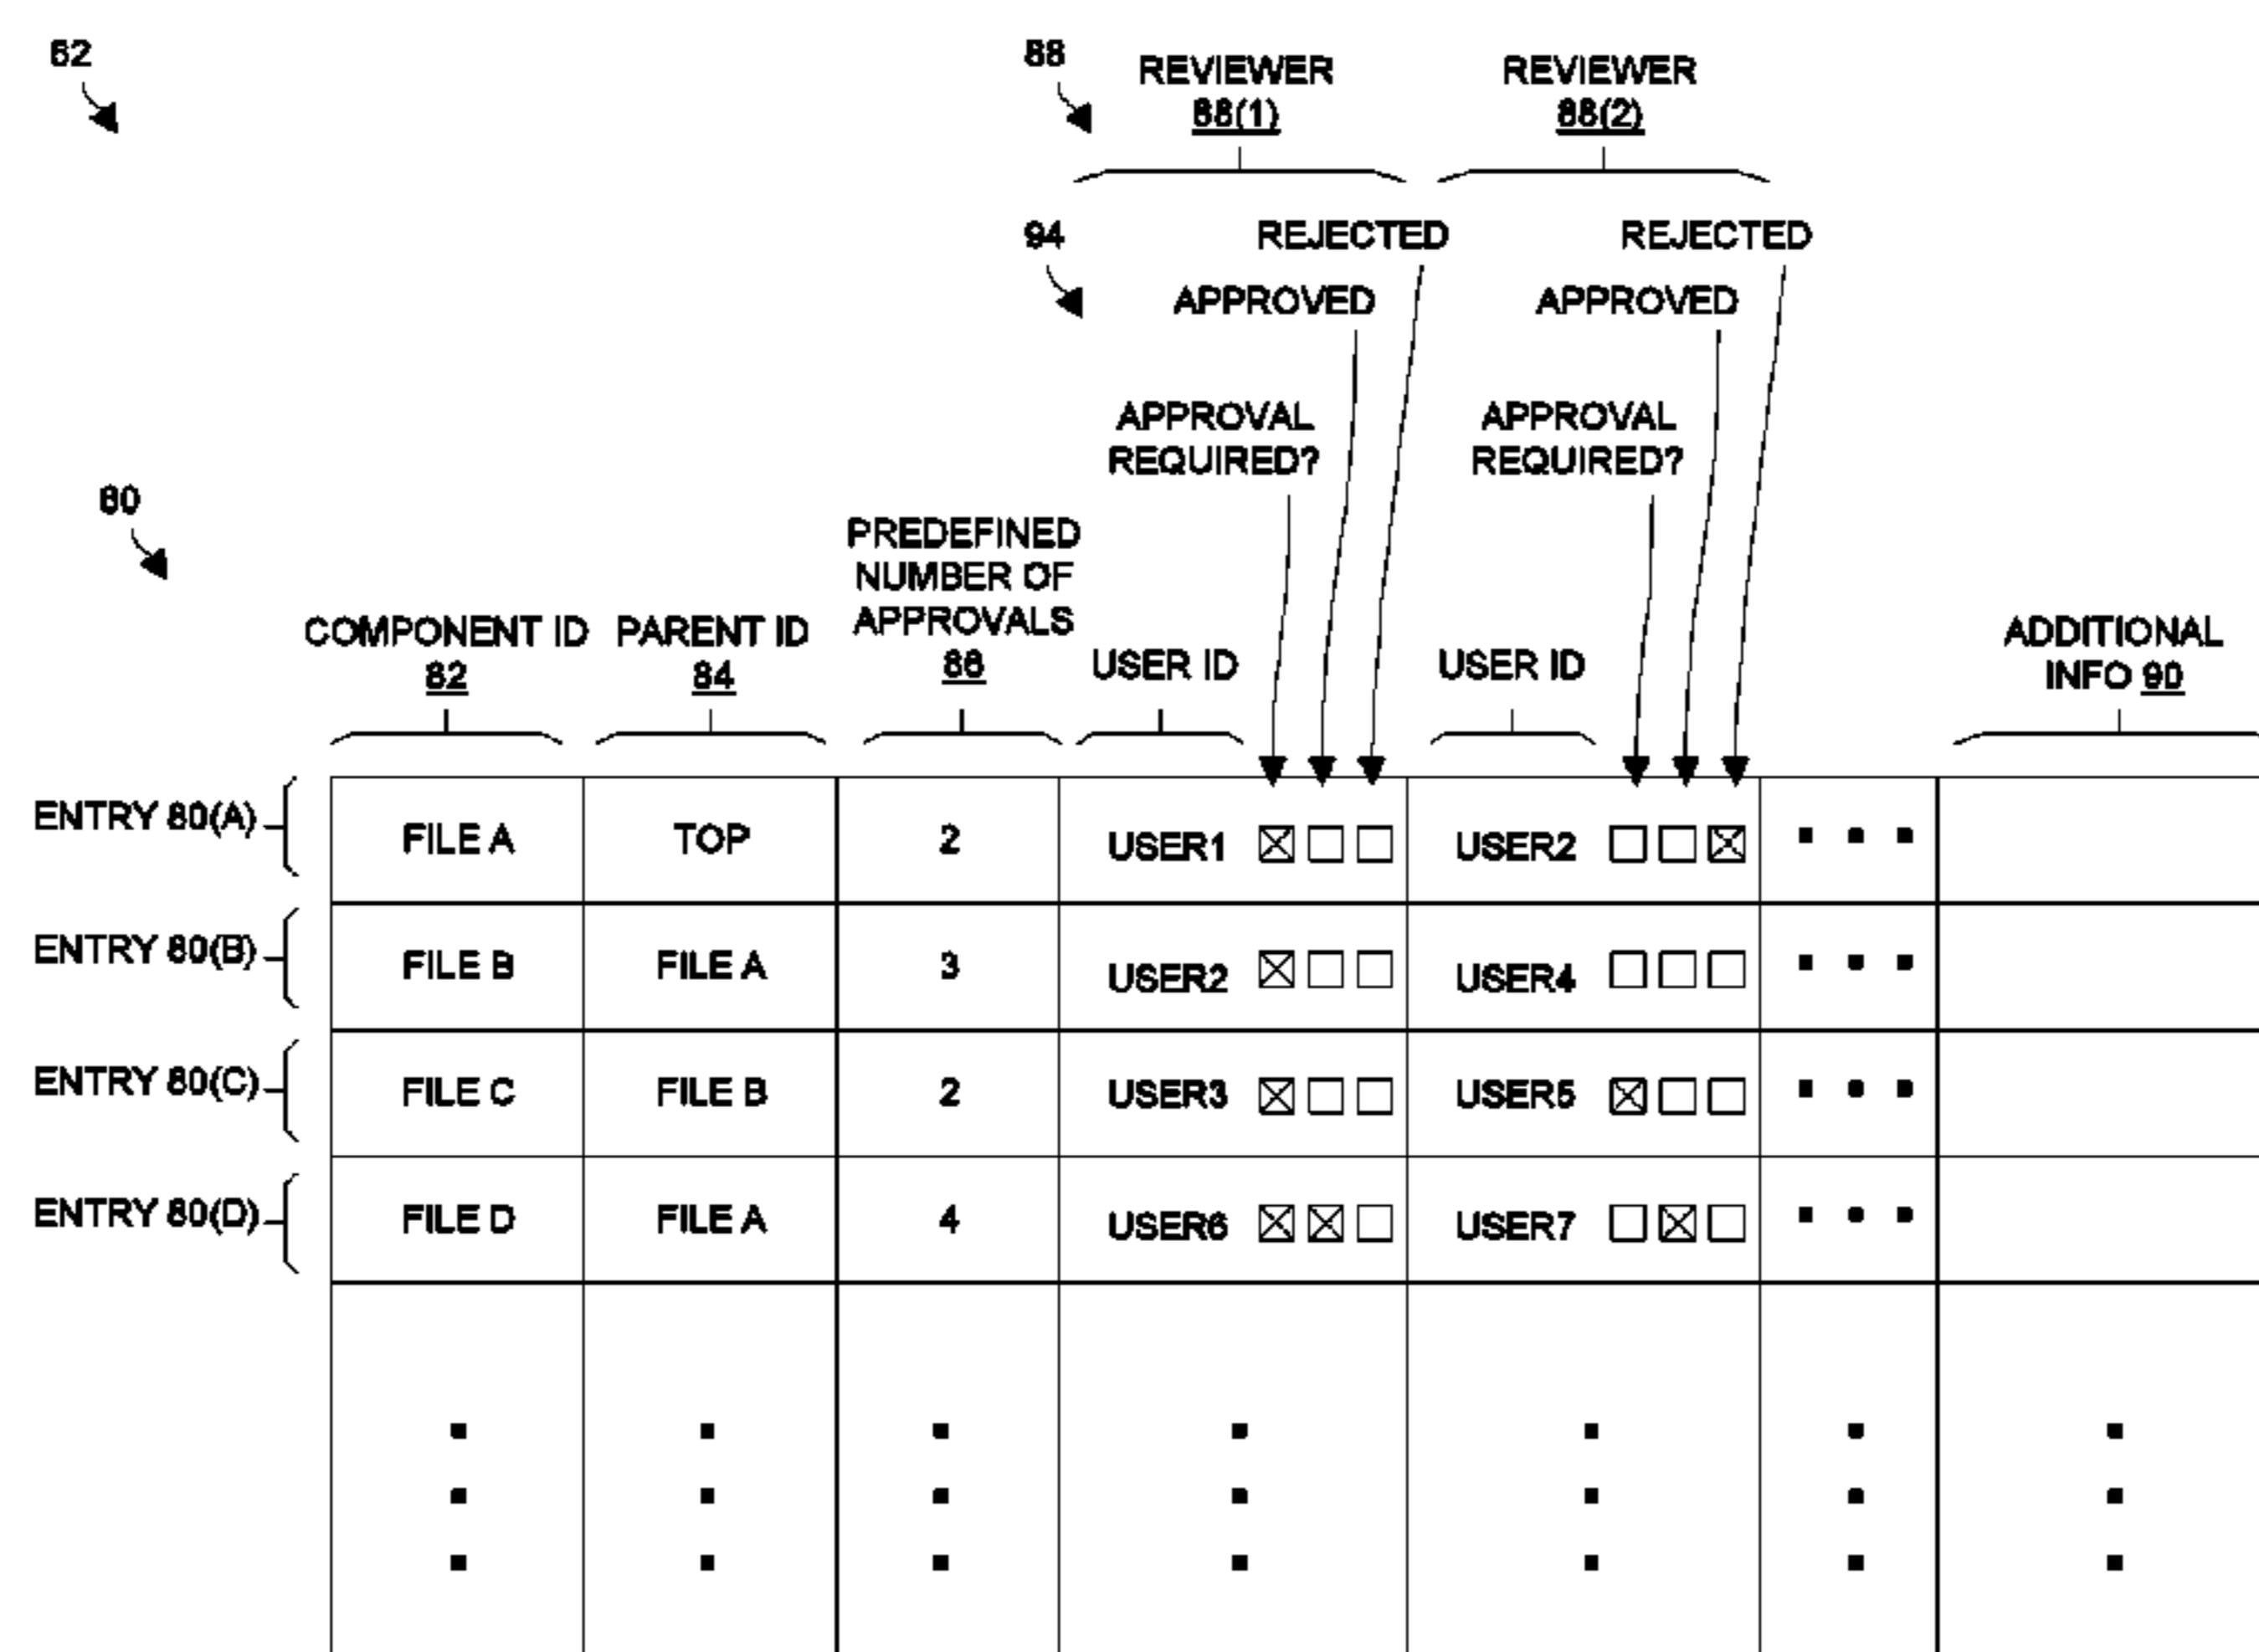 62
88
REVIEWER
88(1)
REVIEWER
88(2)
94
REJECTED
REJECTED
APPROVED
APPROVED
APPROVAL
REQUIRED?
APPROVAL
REQUIRED?
80
PREDEFINED
NUMBER OF
APPROVALS
86
COMPONENT ID
82
PARENT ID
84
USER ID
USER ID
ADDITIONAL
INFO 90
ENTRY 80(A)
FILE A
TOP
2
USER1
USER2
ENTRY 80(B)
FILE B
FILE A
3
USER2
USER4
ENTRY 80(C)
FILE C
FILE B
2
USER3
USER5
ENTRY 80(D)
FILE D
FILE A
4
USER6
USER7